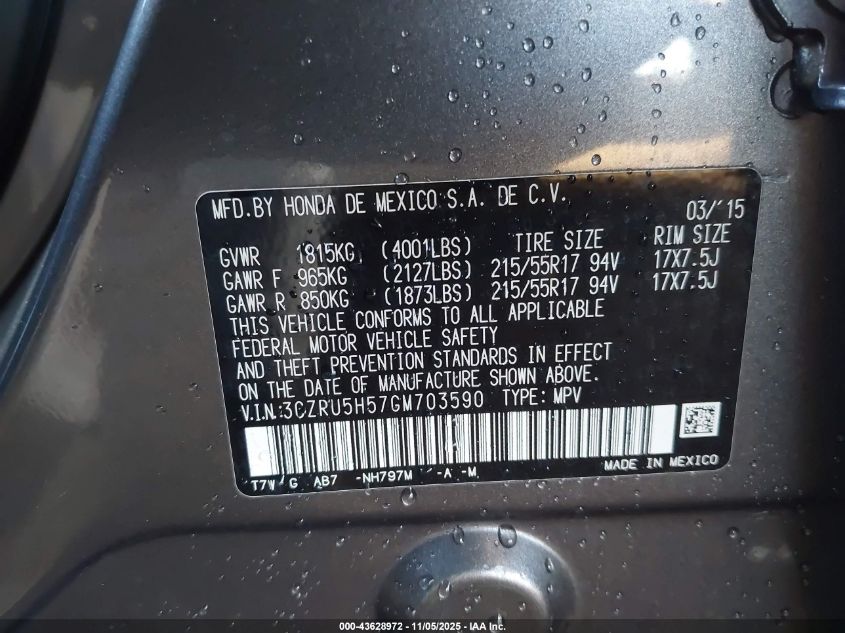 MFD.BY HONDA DE MEXICO S.A. DE C.V.
03/'15
GVWR 1815KG (4001LBS) TIRE SIZE RIM SIZE
GAWR F 965KG (2127LBS) 215/55R17 94V 17X7.5J
GAWR R 850KG (1873LBS) 215/55R17 94V 17X7.5J
THIS VEHICLE CONFORMS TO ALL APPLICABLE
FEDERAL MOTOR VEHICLE SAFETY
AND THEFT PREVENTION STANDARDS IN EFFECT
ON THE DATE OF MANUFACTURE SHOWN ABOVE.
V.I.N:3CZRU5H57GM703590 TYPE: MPV
T7W G AB7 -NH797M -A -M
MADE IN MEXICO
000-43628972 - 11/05/2025 - IAA Inc.